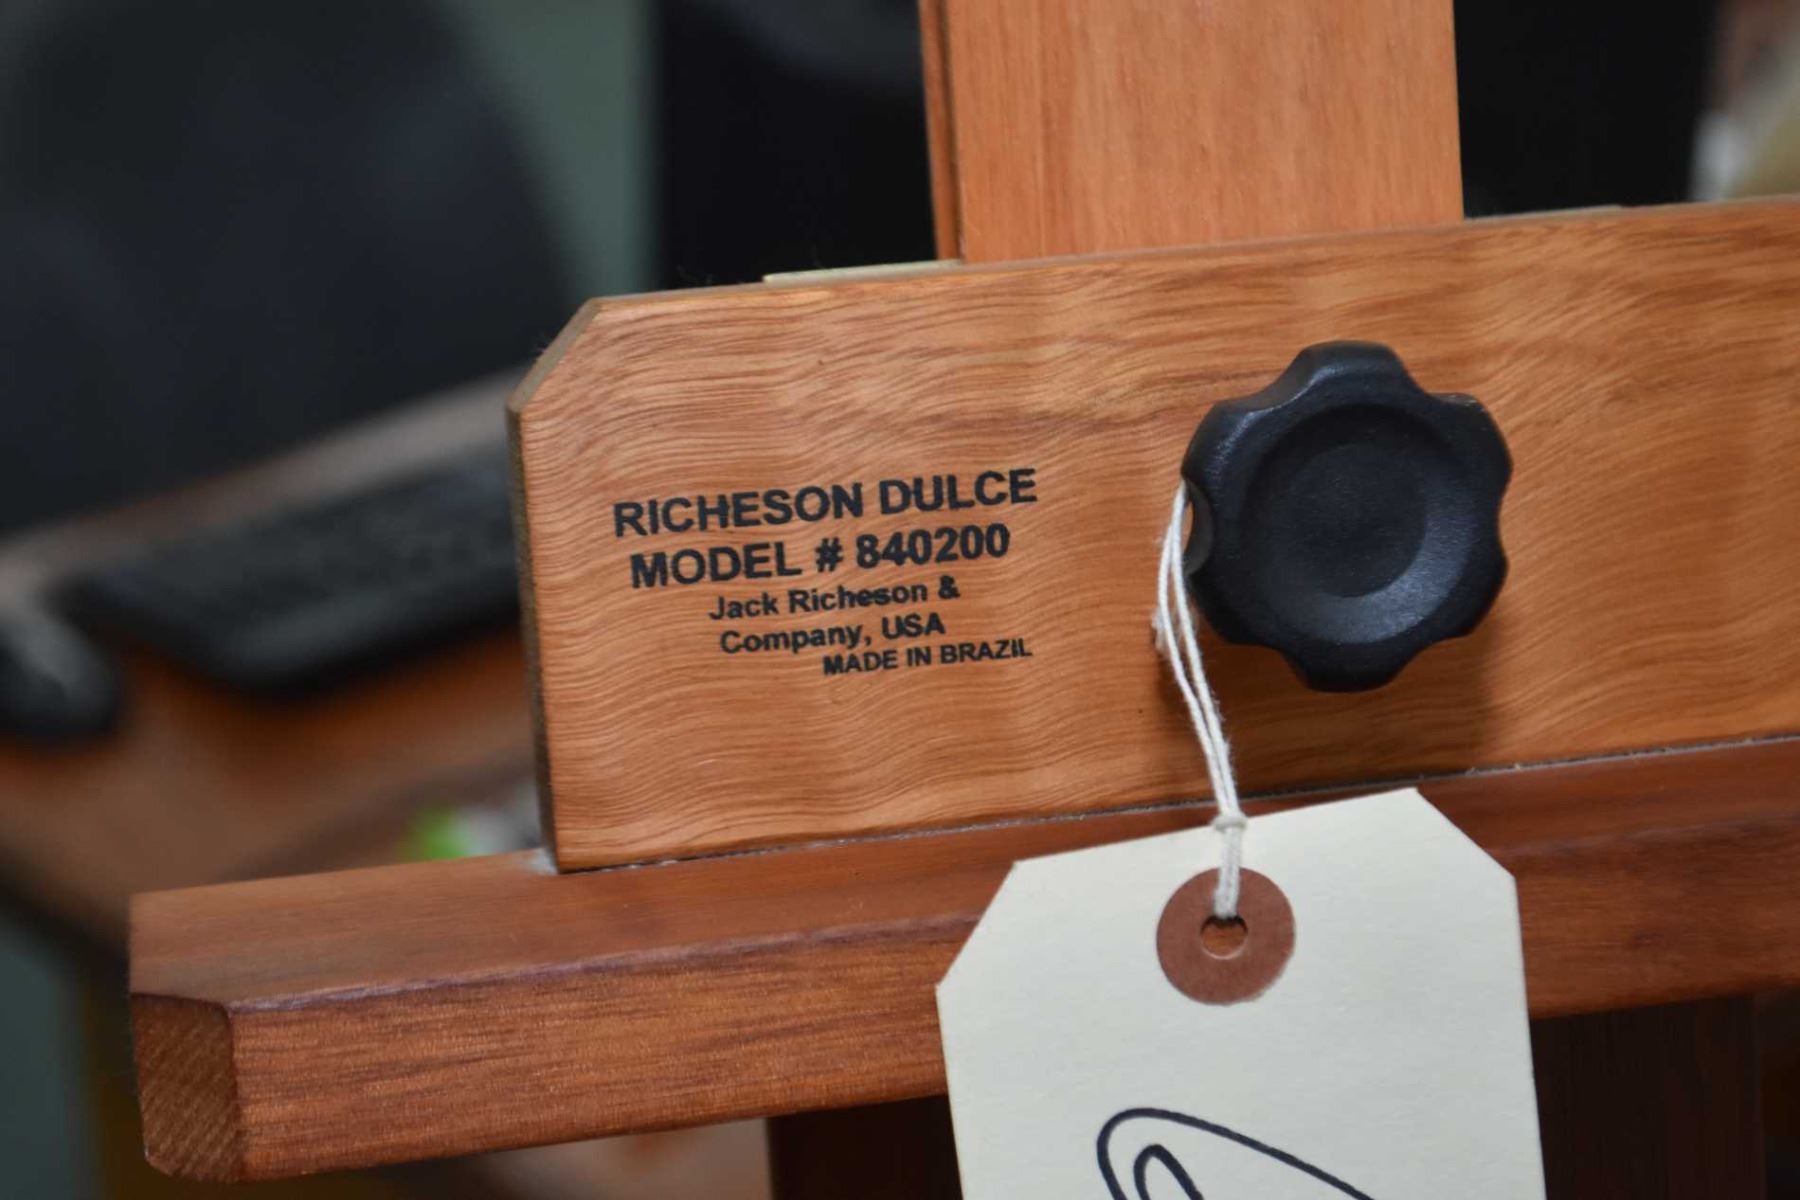 RICHESON DULCE
MODEL # 840200
Jack Richeson &
Company, USA
MADE IN BRAZIL